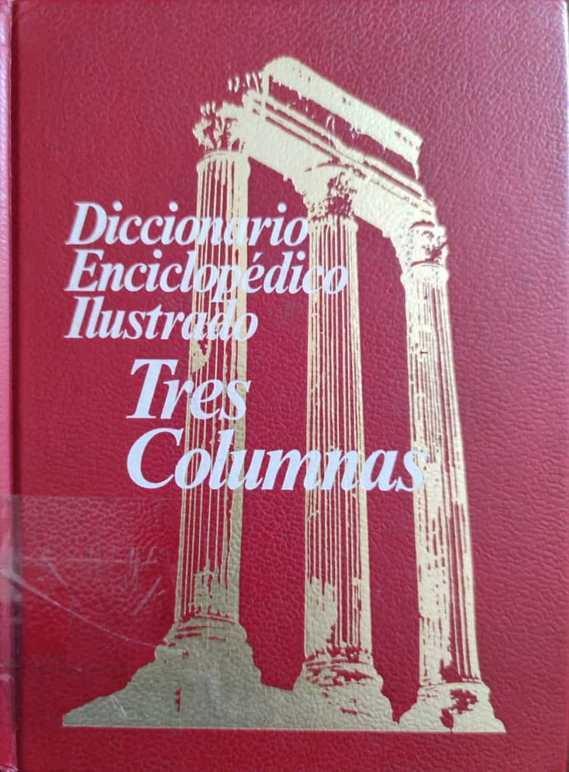 Diccionario
Enciclopédico
Ilustrado
Tres
Columnas